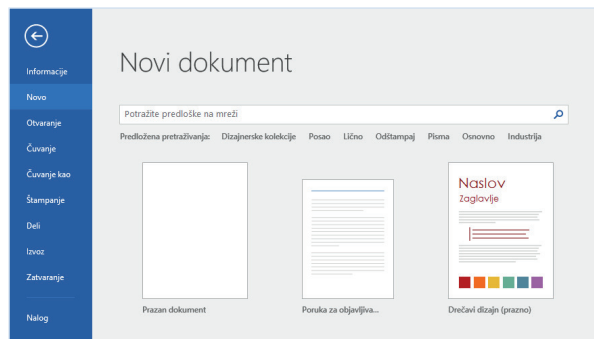 Informacije
Novo
Otvaranje
Čuvanje
Čuvanje kao
Štampanje
Deli
Izvoz
Zatvaranje
Nalog
Novi dokument
Potražite predloške na mreži
Predložena pretraživanja: Dizajnerske kolekcije Posao Lično Odštampaj Pisma Osnovno Industrija
Naslov
Zaglavlje
Prazan dokument
Poruka za objavljiva...
Drečavi dizajn (prazno)